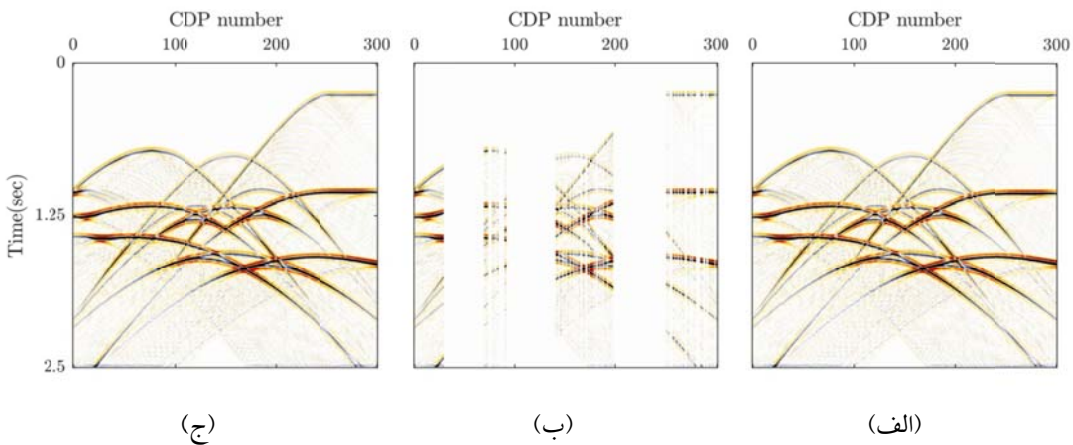 CDP number CDP number CDP number
0 100 200 300 0 100 200 300 0 100 200 300
0
1.25
2.5
Time(sec)
(ج) (ب) (الف)